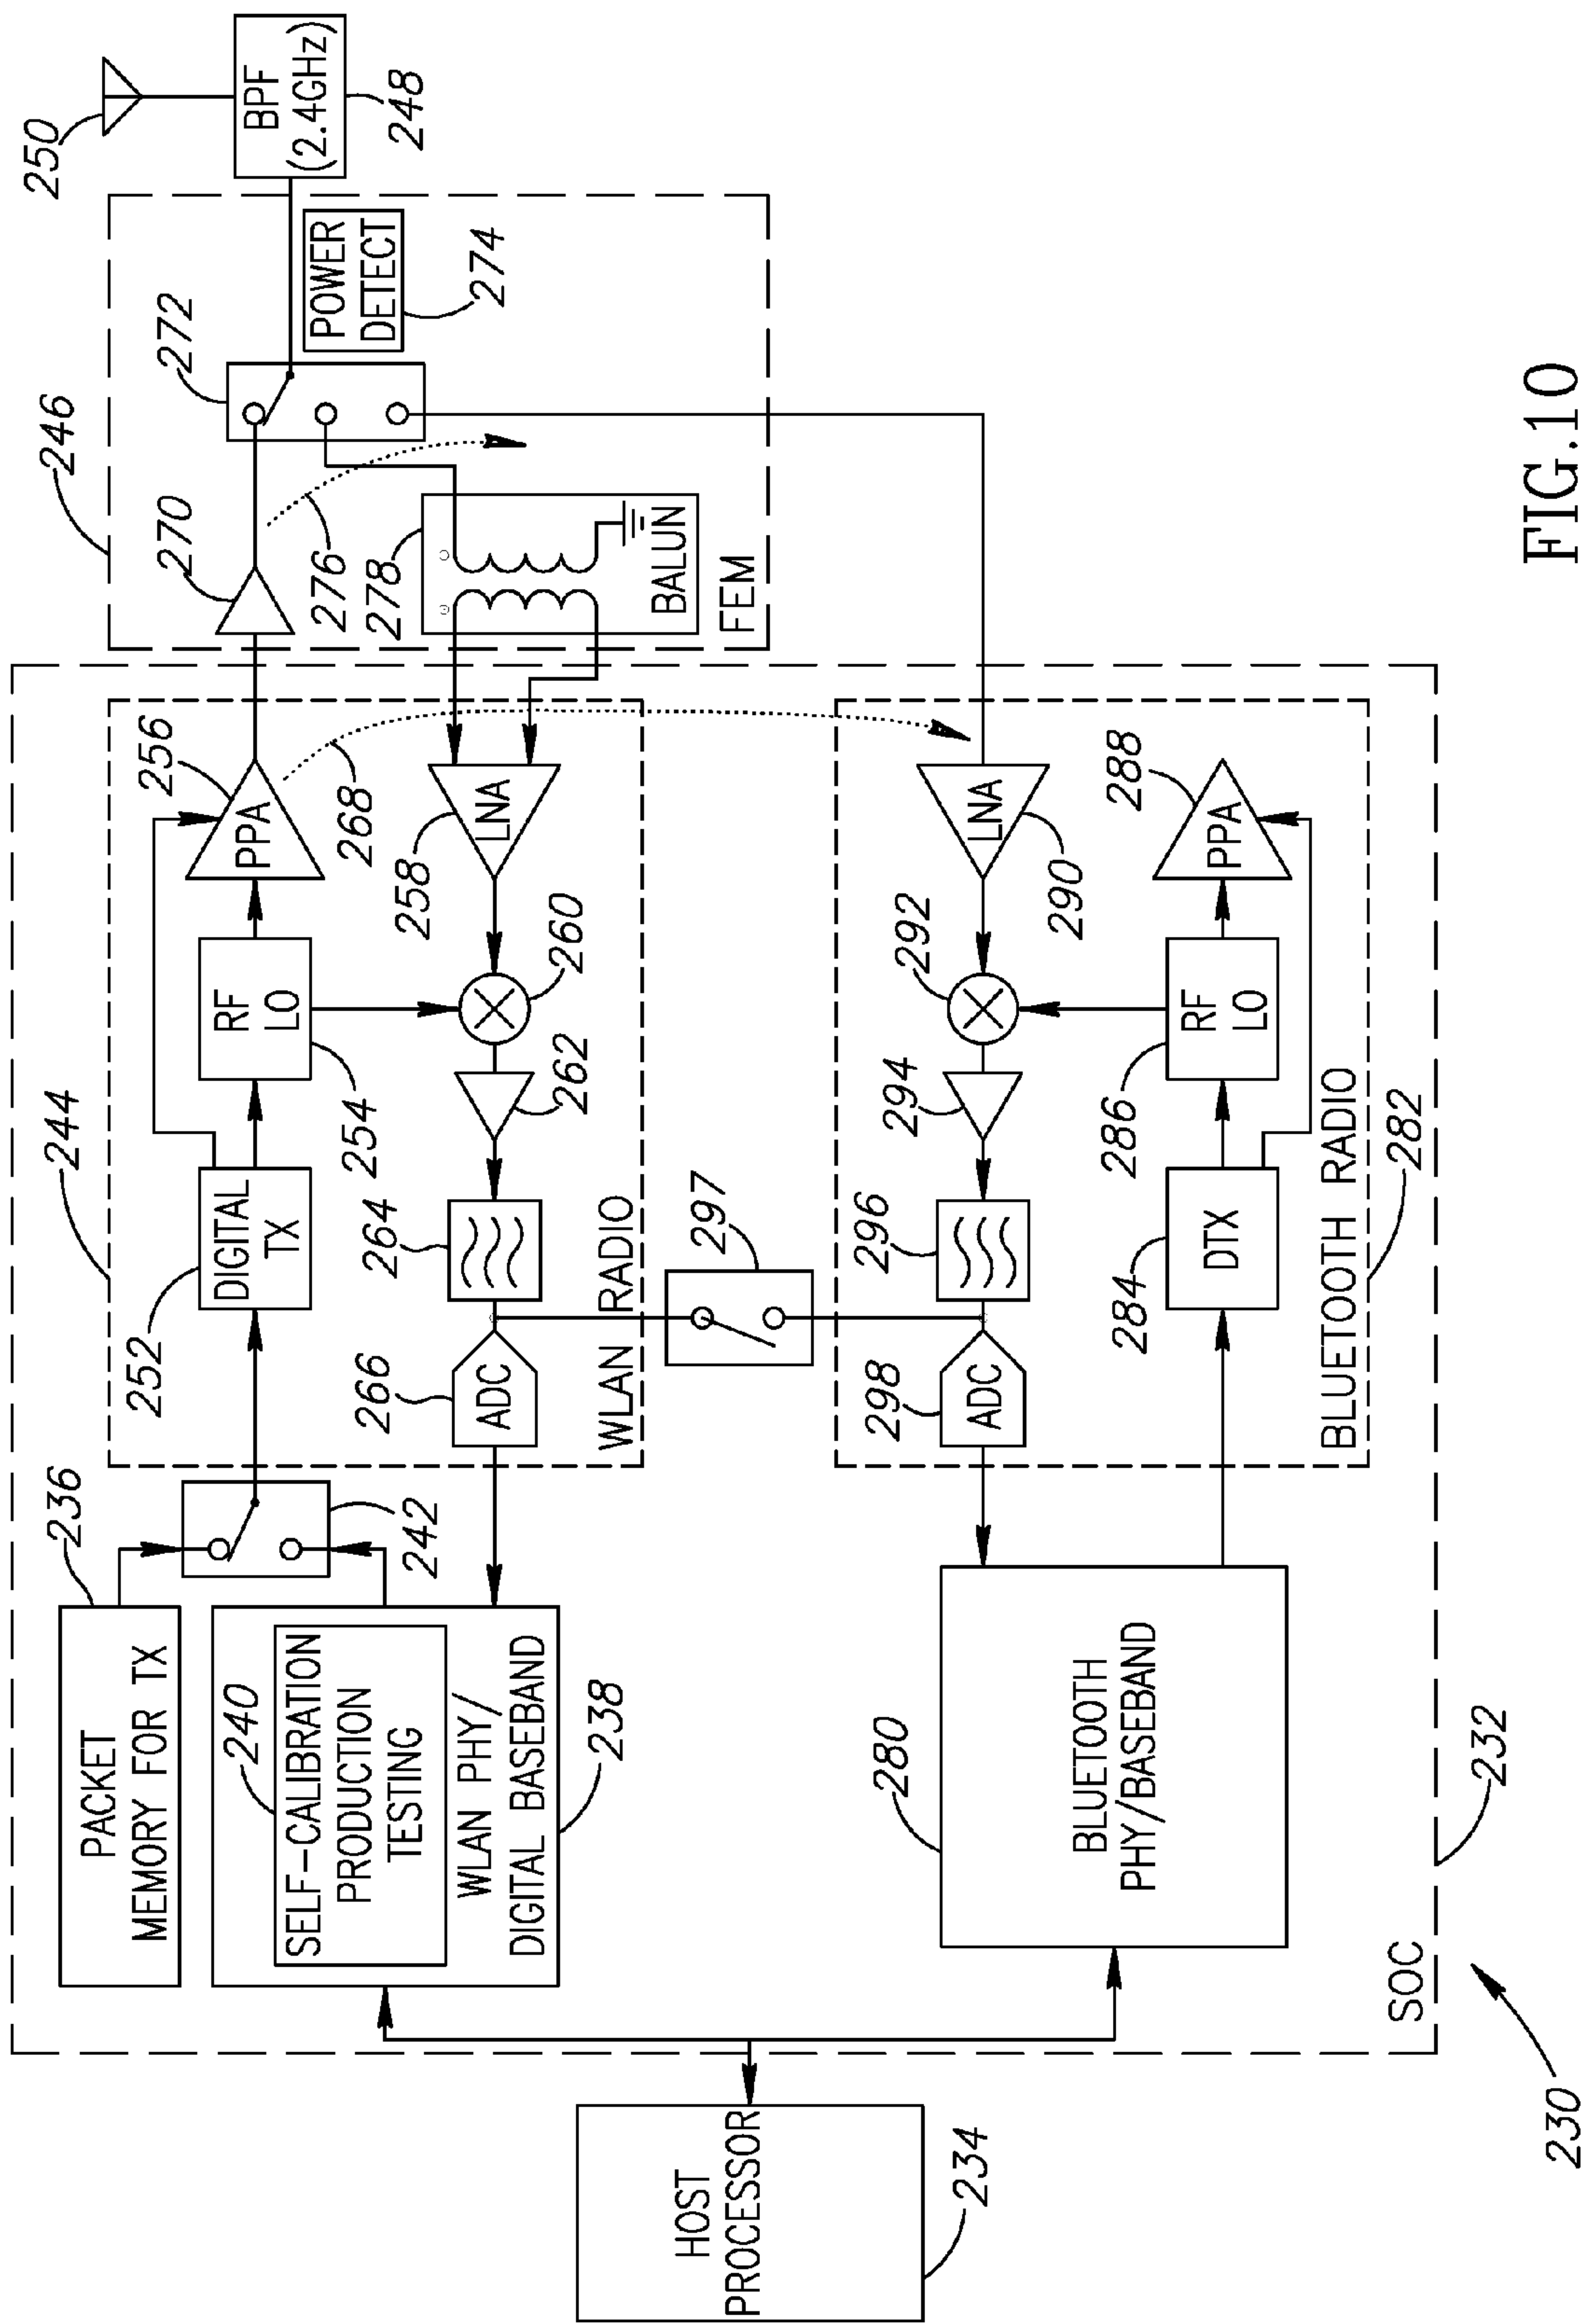 250
BPF
(2.4GHz)
248
246
270
272
POWER
DETECT
274
276
278
BALUN
FEM
244
252
DIGITAL
TX
RF
LO
254
256
PPA
268
258
LNA
260
262
264
266
ADC
WLAN RADIO
236
PACKET
MEMORY FOR TX
242
240
SELF-CALIBRATION
PRODUCTION
TESTING
WLAN PHY/
DIGITAL BASEBAND
238
297
298
ADC
296
294
292
LNA
290
288
PPA
RF
LO
286
284
DTX
BLUETOOTH RADIO
282
280
BLUETOOTH
PHY/BASEBAND
SOC
232
HOST
PROCESSOR
234
230
FIG.10